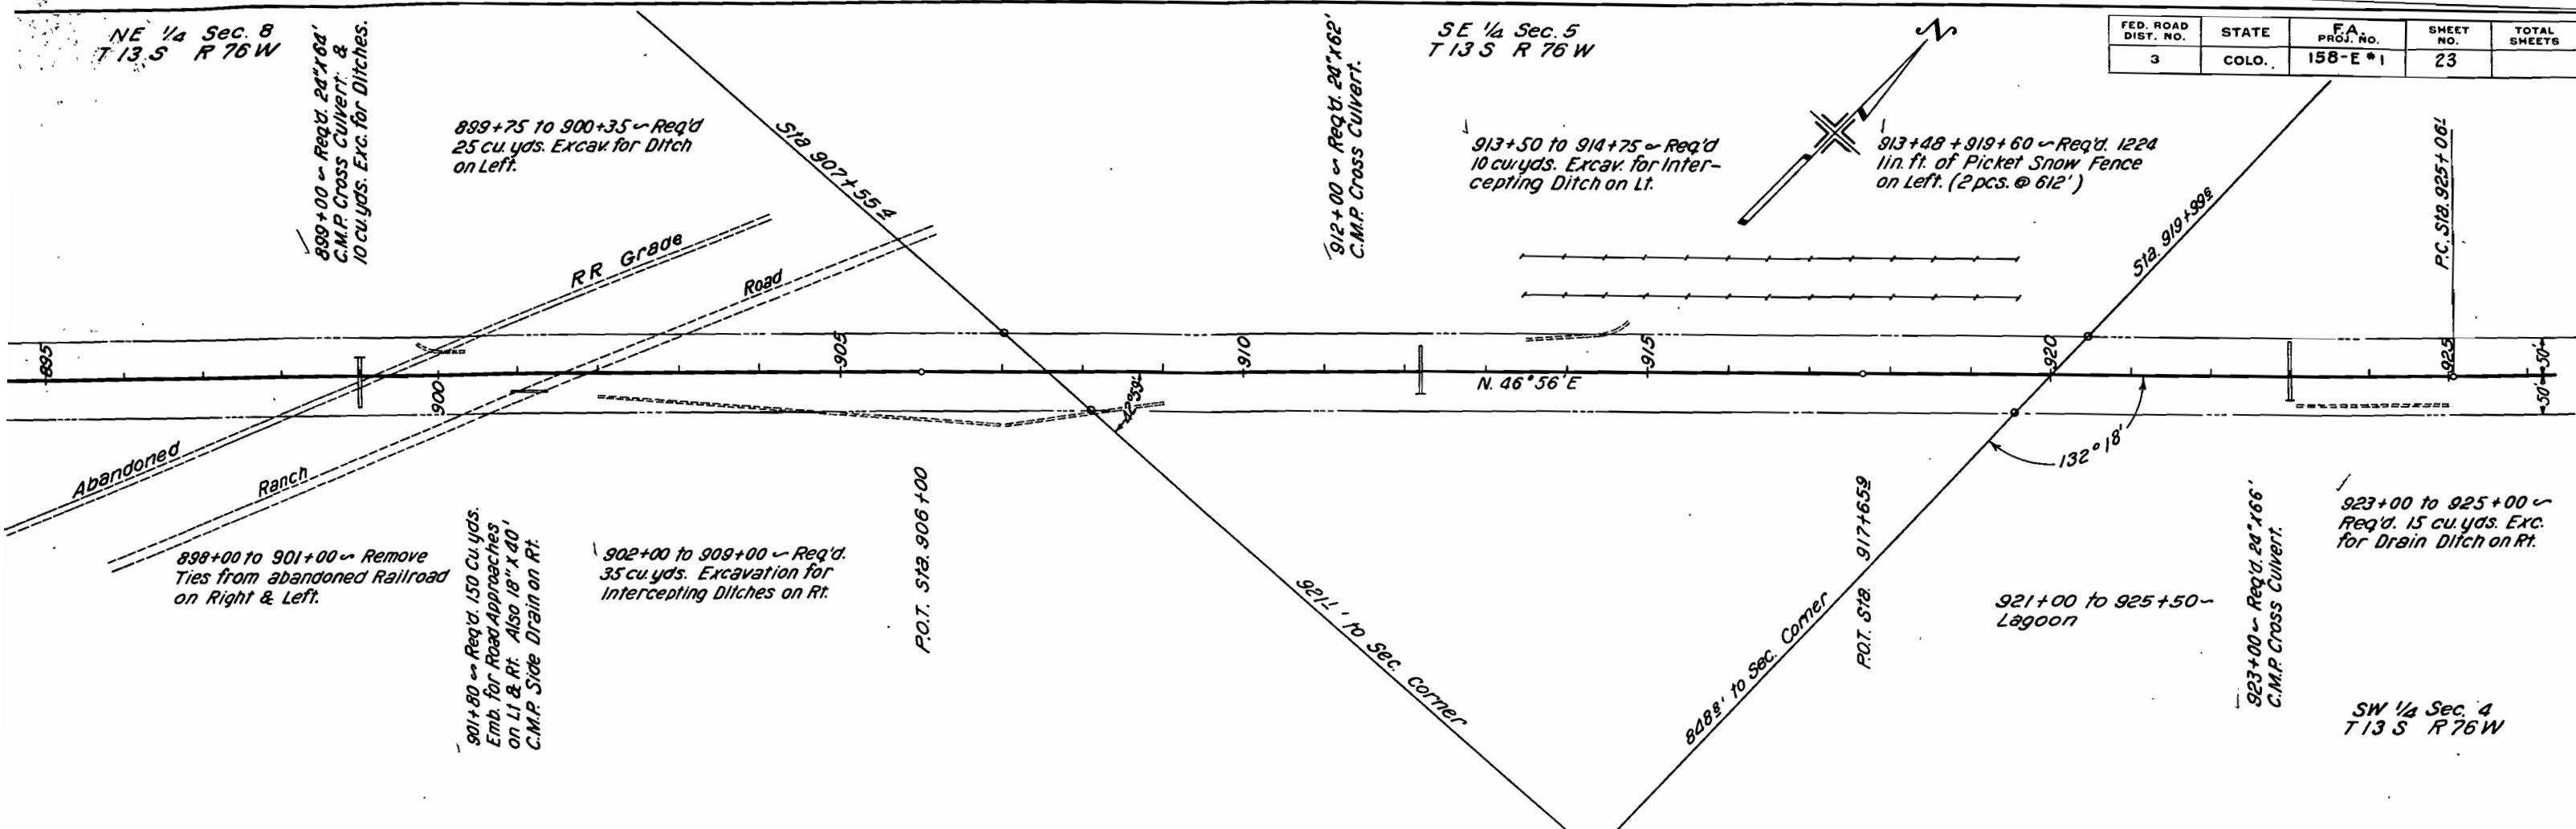 NE 1/4 Sec. 8
T 13 S R 76 W
899+00 ~ Req'd. 24"x64'
C.M.P. Cross Culvert. &
10 cu.yds. Exc. for Ditches.
899+75 to 900+35 ~ Req'd
25 cu. yds. Excav. for Ditch
on Left.
Sta 907+55.4
SE 1/4 Sec. 5
T 13 S R 76 W
912+00 ~ Req'd. 24"x62'
C.M.P. Cross Culvert.
913+50 to 914+75 ~ Req'd
10 cu.yds. Excav. for Inter-
cepting Ditch on Lt.
N
913+48 + 919+60 ~ Req'd. 1224
lin. ft. of Picket Snow Fence
on Left. (2 pcs. @ 612')
FED. ROAD DIST. NO. STATE F.A. PROJ. NO. SHEET NO. TOTAL SHEETS
3 COLO. 158-E #1 23
Sta. 919+99.6
P.C. Sta. 925+06.1
RR Grade
Road
895
900
905
910
915
920
925
N. 46° 56' E
42°59'
50'
50'
132° 18'
Abandoned
Ranch
898+00 to 901+00 ~ Remove
Ties from abandoned Railroad
on Right & Left.
901+80 ~ Req'd. 150 Cu. yds.
Emb. for Road Approaches
on Lt & Rt. Also 18" x 40'
C.M.P. Side Drain on Rt.
902+00 to 909+00 ~ Req'd.
35 cu. yds. Excavation for
Intercepting Ditches on Rt.
P.O.T. Sta. 906+00
921.1' to Sec. corner
848.8' to Sec. Corner
P.O.T. Sta. 917+65.9
921+00 to 925+50 ~
Lagoon
923+00 ~ Req'd. 24"x66'
C.M.P. Cross Culvert.
923+00 to 925+00 ~
Req'd. 15 cu. yds. Exc.
for Drain Ditch on Rt.
SW 1/4 Sec. 4
T 13 S R 76 W